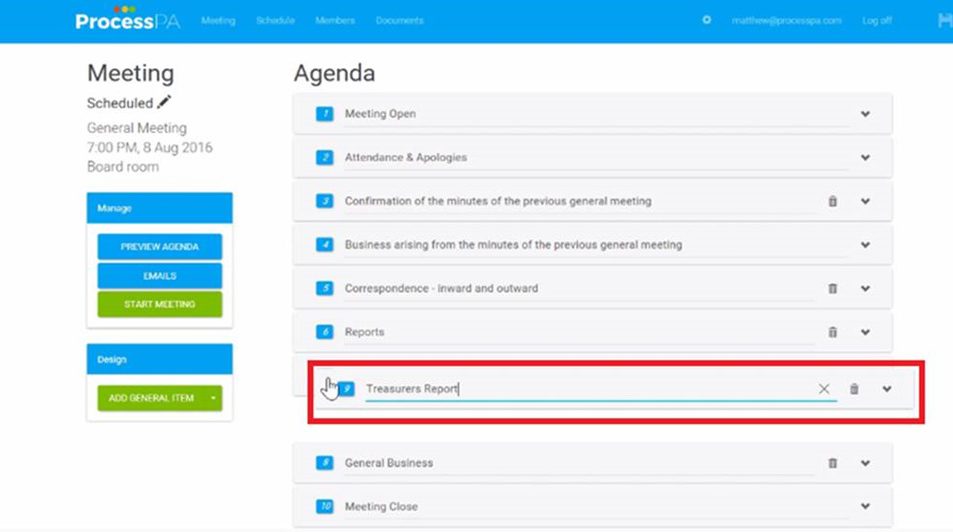 ProcessPA Meeting Schedule Members Documents matthew@processpa.com Log off
Meeting
Scheduled
General Meeting
7:00 PM, 8 Aug 2016
Board room
Manage
PREVIEW AGENDA
EMAILS
START MEETING
Design
ADD GENERAL ITEM
Agenda
1 Meeting Open
2 Attendance & Apologies
3 Confirmation of the minutes of the previous general meeting
4 Business arising from the minutes of the previous general meeting
5 Correspondence - inward and outward
6 Reports
9 Treasurers Report
8 General Business
10 Meeting Close